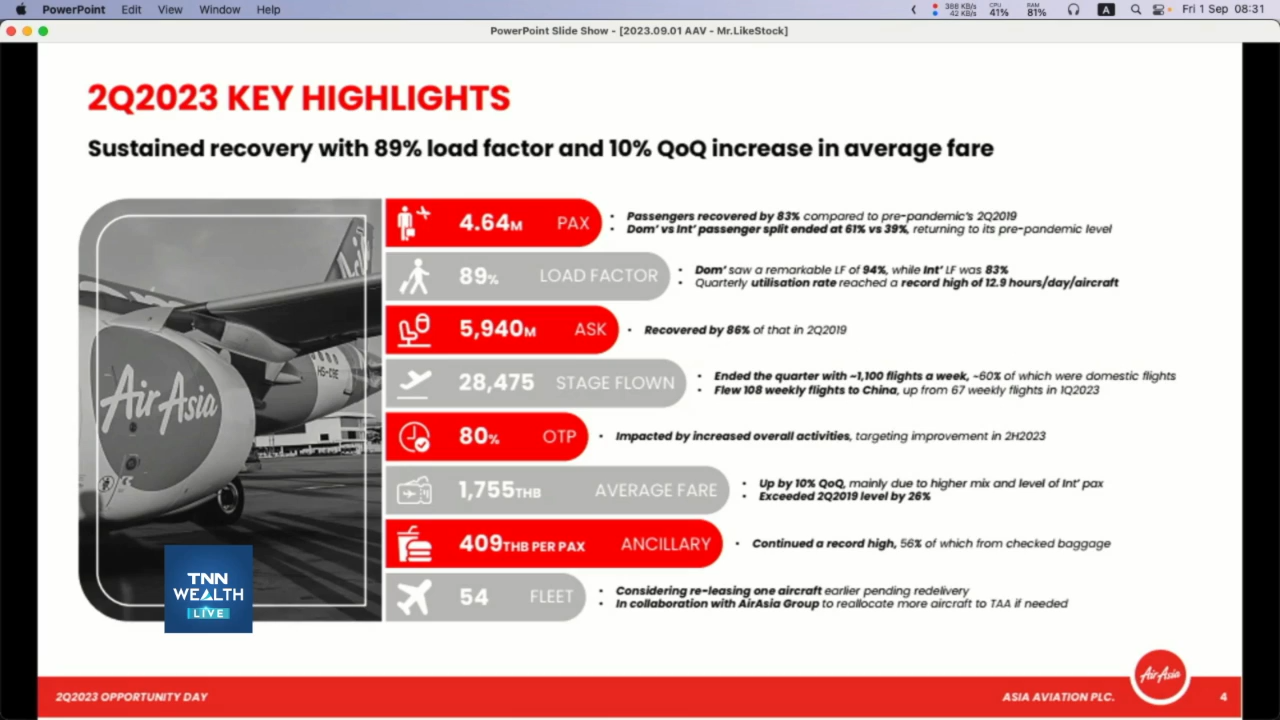 PowerPoint Edit View Window Help
366 KB/s
42 KB/s
CPU
41%
RAM
81%
A
Fri 1 Sep 08:31
PowerPoint Slide Show - [2023.09.01 AAV - Mr.LikeStock]
2Q2023 KEY HIGHLIGHTS
Sustained recovery with 89% load factor and 10% QoQ increase in average fare
4.64M PAX
• Passengers recovered by 83% compared to pre-pandemic's 2Q2019
• Dom' vs Int' passenger split ended at 61% vs 39%, returning to its pre-pandemic level
89% LOAD FACTOR
• Dom' saw a remarkable LF of 94%, while Int' LF was 83%
• Quarterly utilisation rate reached a record high of 12.9 hours/day/aircraft
5,940M ASK
• Recovered by 86% of that in 2Q2019
28,475 STAGE FLOWN
• Ended the quarter with ~1,100 flights a week, ~60% of which were domestic flights
• Flew 108 weekly flights to China, up from 67 weekly flights in 1Q2023
80% OTP
• Impacted by increased overall activities, targeting improvement in 2H2023
1,755THB AVERAGE FARE
• Up by 10% QoQ, mainly due to higher mix and level of Int' pax
• Exceeded 2Q2019 level by 26%
409THB PER PAX ANCILLARY
• Continued a record high, 56% of which from checked baggage
54 FLEET
• Considering re-leasing one aircraft earlier pending redelivery
• In collaboration with AirAsia Group to reallocate more aircraft to TAA if needed
AirAsia
TNN
WEALTH
LIVE
2Q2023 OPPORTUNITY DAY
ASIA AVIATION PLC.
AirAsia
4